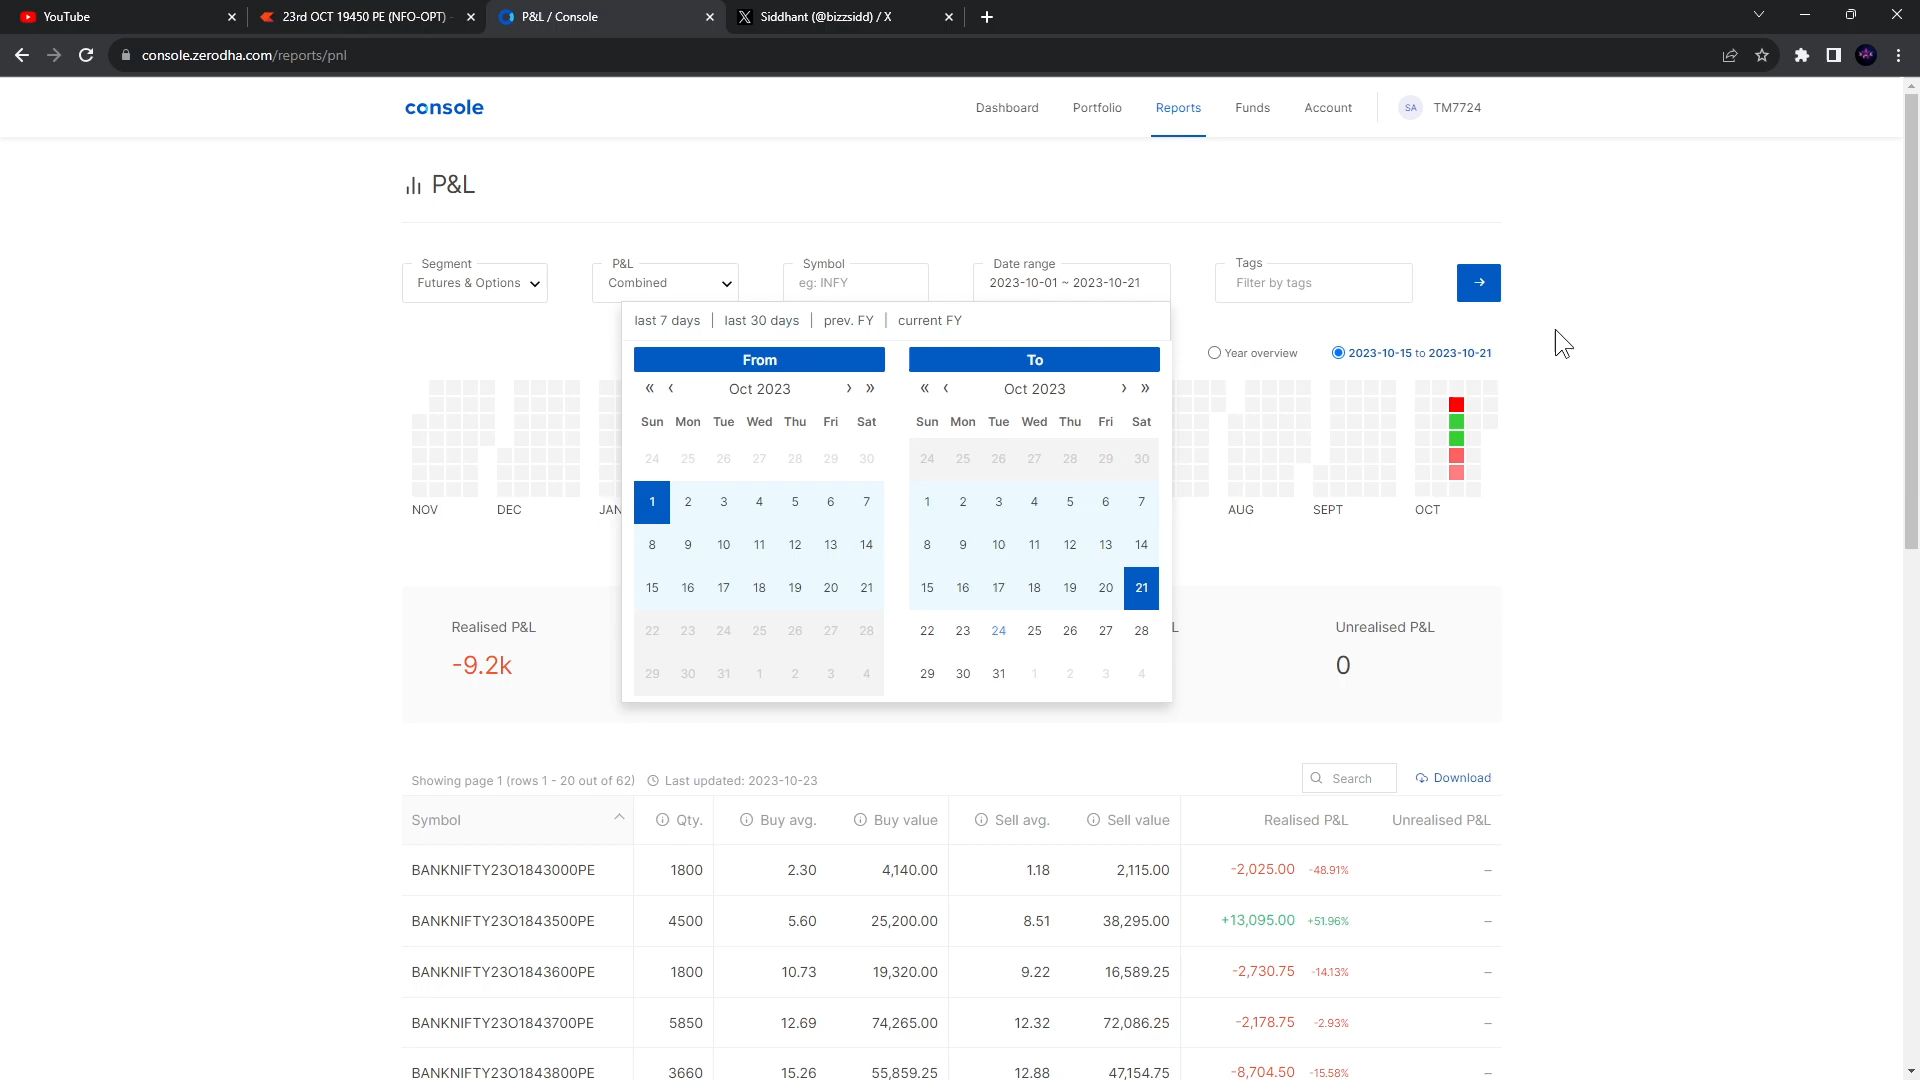 YouTube
23rd OCT 19450 PE (NFO-OPT)
P&L / Console
Siddhant (@bizzsidd) / X
console.zerodha.com/reports/pnl
console
Dashboard Portfolio Reports Funds Account SA TM7724
P&L
Segment P&L Symbol Date range Tags
Futures & Options Combined eg: INFY 2023-10-01 ~ 2023-10-21 Filter by tags
last 7 days | last 30 days | prev. FY | current FY
Year overview 2023-10-15 to 2023-10-21
From To
« ‹ Oct 2023 › » « ‹ Oct 2023 › »
Sun Mon Tue Wed Thu Fri Sat Sun Mon Tue Wed Thu Fri Sat
24 25 26 27 28 29 30 24 25 26 27 28 29 30
1 2 3 4 5 6 7 1 2 3 4 5 6 7
8 9 10 11 12 13 14 8 9 10 11 12 13 14
15 16 17 18 19 20 21 15 16 17 18 19 20 21
22 23 24 25 26 27 28 22 23 24 25 26 27 28
29 30 31 1 2 3 4 29 30 31 1 2 3 4
NOV DEC JAN AUG SEPT OCT
Realised P&L L Unrealised P&L
-9.2k 0
Showing page 1 (rows 1 - 20 out of 62) Last updated: 2023-10-23 Search Download
Symbol Qty. Buy avg. Buy value Sell avg. Sell value Realised P&L Unrealised P&L
BANKNIFTY23O1843000PE 1800 2.30 4,140.00 1.18 2,115.00 -2,025.00 -48.91% –
BANKNIFTY23O1843500PE 4500 5.60 25,200.00 8.51 38,295.00 +13,095.00 +51.96% –
BANKNIFTY23O1843600PE 1800 10.73 19,320.00 9.22 16,589.25 -2,730.75 -14.13% –
BANKNIFTY23O1843700PE 5850 12.69 74,265.00 12.32 72,086.25 -2,178.75 -2.93% –
BANKNIFTY23O1843800PE 3660 15.26 55,859.25 12.88 47,154.75 -8,704.50 -15.58% –